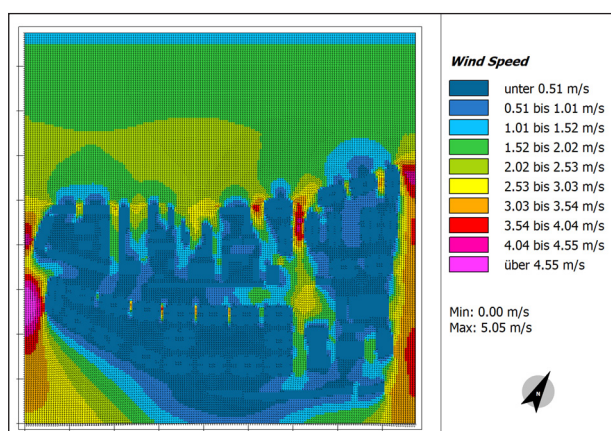 Wind Speed
unter 0.51 m/s
0.51 bis 1.01 m/s
1.01 bis 1.52 m/s
1.52 bis 2.02 m/s
2.02 bis 2.53 m/s
2.53 bis 3.03 m/s
3.03 bis 3.54 m/s
3.54 bis 4.04 m/s
4.04 bis 4.55 m/s
über 4.55 m/s
Min: 0.00 m/s
Max: 5.05 m/s
N